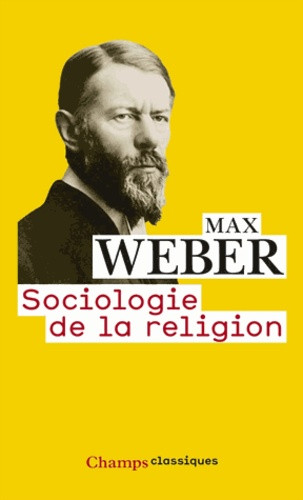 MAX
WEBER
Sociologie
de la religion
Champs classiques